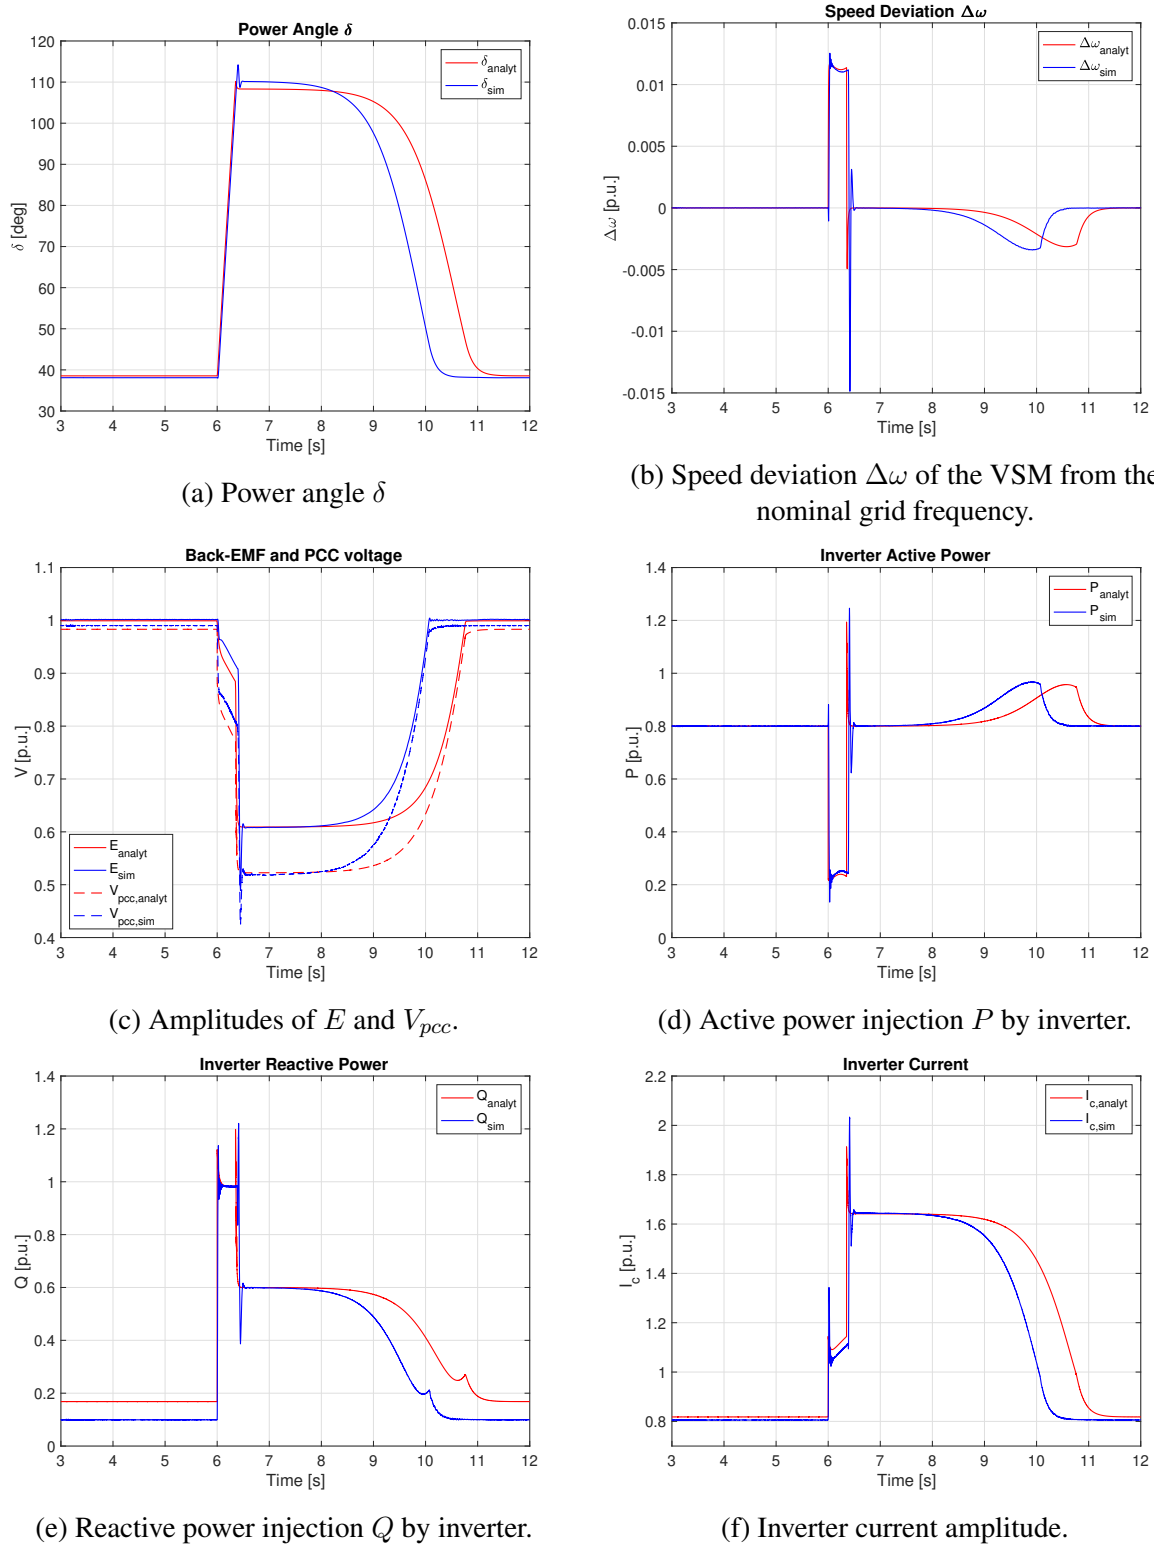 Power Angle δ
120
110
100
90
80
70
60
50
40
30
δ [deg]
δanalyt
δsim
3 4 5 6 7 8 9 10 11 12
Time [s]
(a) Power angle δ
Speed Deviation Δω
0.015
0.01
0.005
0
-0.005
-0.01
-0.015
Δω [p.u.]
Δωanalyt
Δωsim
3 4 5 6 7 8 9 10 11 12
Time [s]
(b) Speed deviation Δω of the VSM from the
nominal grid frequency.
Back-EMF and PCC voltage
1.1
1
0.9
0.8
0.7
0.6
0.5
0.4
V [p.u.]
Eanalyt
Esim
Vpcc,analyt
Vpcc,sim
3 4 5 6 7 8 9 10 11 12
Time [s]
(c) Amplitudes of E and Vpcc.
Inverter Active Power
1.4
1.2
1
0.8
0.6
0.4
0.2
0
P [p.u.]
Panalyt
Psim
3 4 5 6 7 8 9 10 11 12
Time [s]
(d) Active power injection P by inverter.
Inverter Reactive Power
1.4
1.2
1
0.8
0.6
0.4
0.2
0
Q [p.u.]
Qanalyt
Qsim
3 4 5 6 7 8 9 10 11 12
Time [s]
(e) Reactive power injection Q by inverter.
Inverter Current
2.2
2
1.8
1.6
1.4
1.2
1
0.8
Ic [p.u.]
Ic,analyt
Ic,sim
3 4 5 6 7 8 9 10 11 12
Time [s]
(f) Inverter current amplitude.